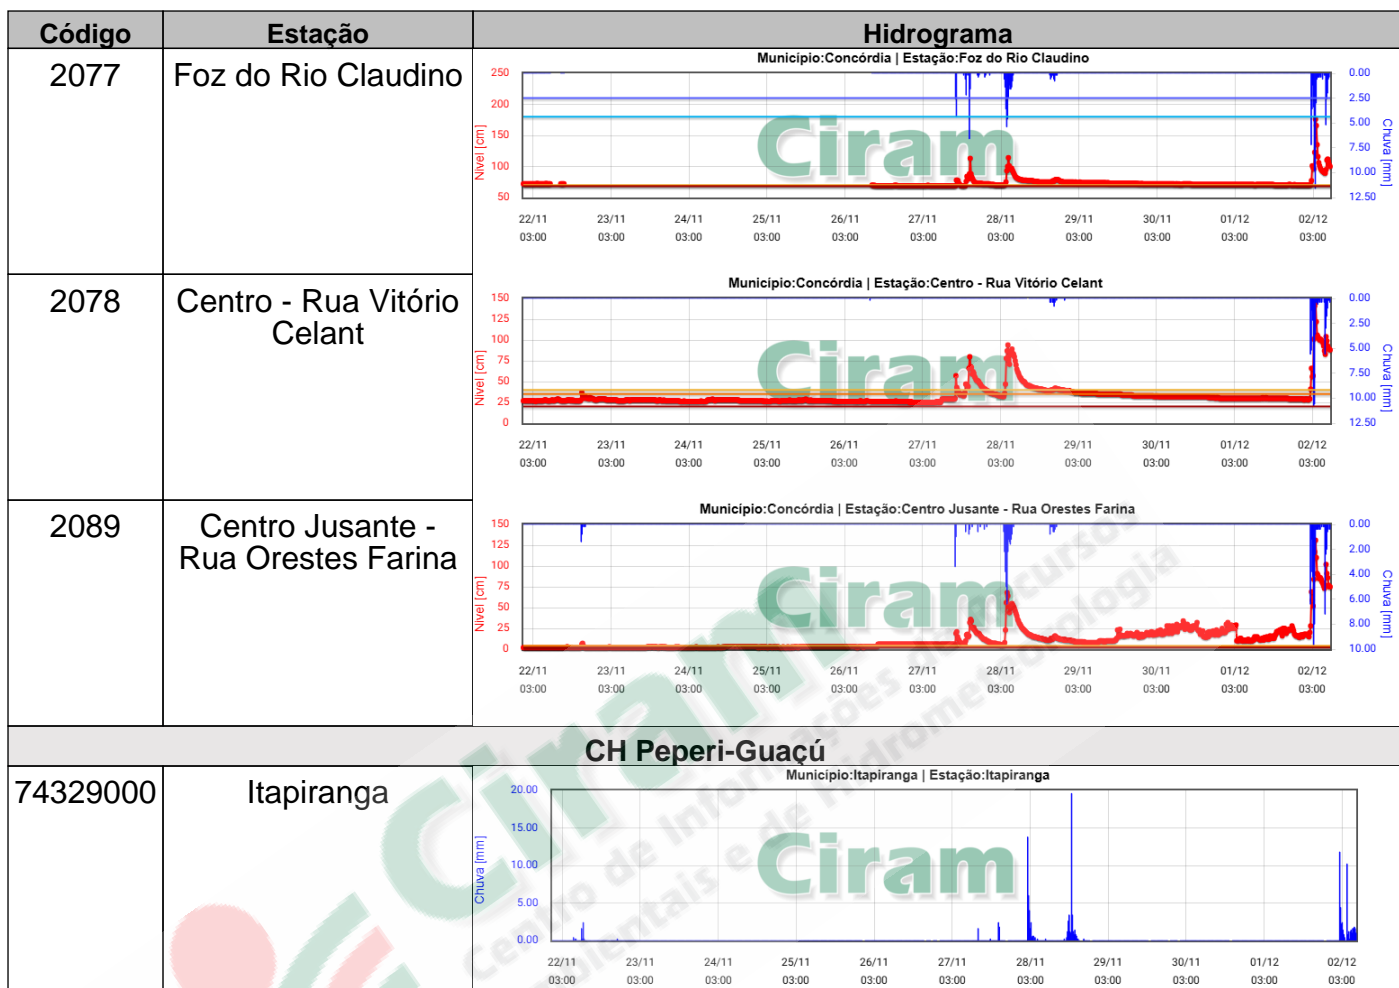 Código Estação Hidrograma
2077 Foz do Rio Claudino
Município:Concórdia | Estação:Foz do Rio Claudino
250 200 150 100 50
Nível [cm]
0.00 2.50 5.00 7.50 10.00 12.50
Chuva [mm]
22/11 23/11 24/11 25/11 26/11 27/11 28/11 29/11 30/11 01/12 02/12
03:00 03:00 03:00 03:00 03:00 03:00 03:00 03:00 03:00 03:00 03:00
Ciram
2078 Centro - Rua Vitório
Celant
Município:Concórdia | Estação:Centro - Rua Vitório Celant
150 125 100 75 50 25 0
Nível [cm]
0.00 2.50 5.00 7.50 10.00 12.50
Chuva [mm]
22/11 23/11 24/11 25/11 26/11 27/11 28/11 29/11 30/11 01/12 02/12
03:00 03:00 03:00 03:00 03:00 03:00 03:00 03:00 03:00 03:00 03:00
Ciram
2089 Centro Jusante -
Rua Orestes Farina
Município:Concórdia | Estação:Centro Jusante - Rua Orestes Farina
150 125 100 75 50 25 0
Nível [cm]
0.00 2.00 4.00 6.00 8.00 10.00
Chuva [mm]
22/11 23/11 24/11 25/11 26/11 27/11 28/11 29/11 30/11 01/12 02/12
03:00 03:00 03:00 03:00 03:00 03:00 03:00 03:00 03:00 03:00 03:00
Ciram
CH Peperi-Guaçú
74329000 Itapiranga
Município:Itapiranga | Estação:Itapiranga
20.00 15.00 10.00 5.00 0.00
Chuva [mm]
22/11 23/11 24/11 25/11 26/11 27/11 28/11 29/11 30/11 01/12 02/12
03:00 03:00 03:00 03:00 03:00 03:00 03:00 03:00 03:00 03:00 03:00
Ciram
Ciram
Centro de Informações de Recursos
ambientais e de Hidrometeorologia